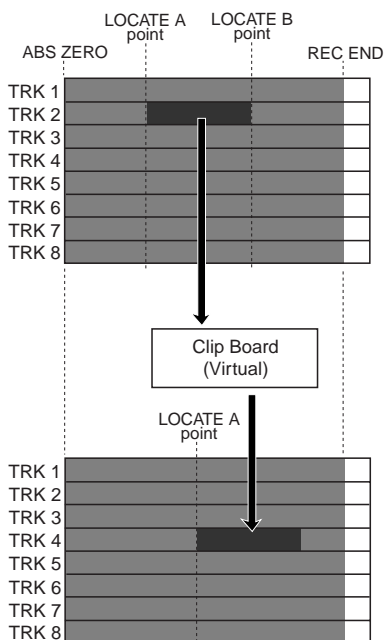 LOCATE A
point
LOCATE B
point
ABS ZERO
REC END
TRK 1
TRK 2
TRK 3
TRK 4
TRK 5
TRK 6
TRK 7
TRK 8
Clip Board
(Virtual)
LOCATE A
point
TRK 1
TRK 2
TRK 3
TRK 4
TRK 5
TRK 6
TRK 7
TRK 8